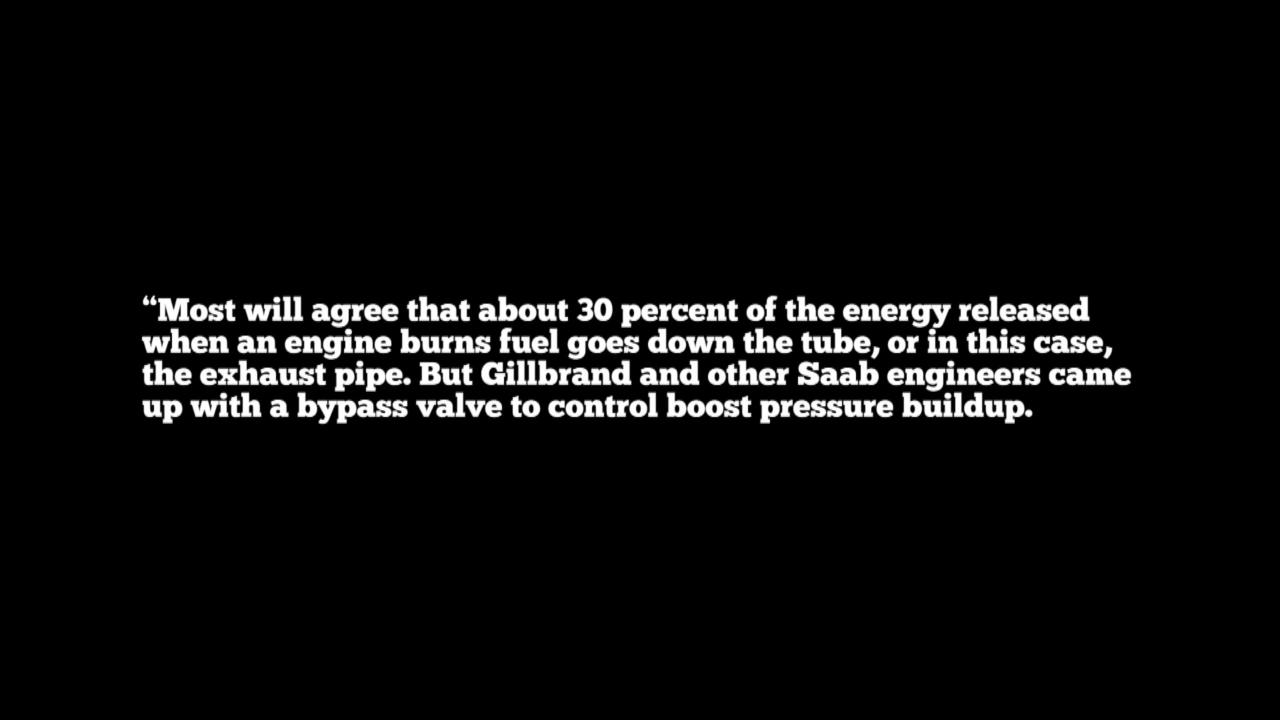 “Most will agree that about 30 percent of the energy released
when an engine burns fuel goes down the tube, or in this case,
the exhaust pipe. But Gillbrand and other Saab engineers came
up with a bypass valve to control boost pressure buildup.